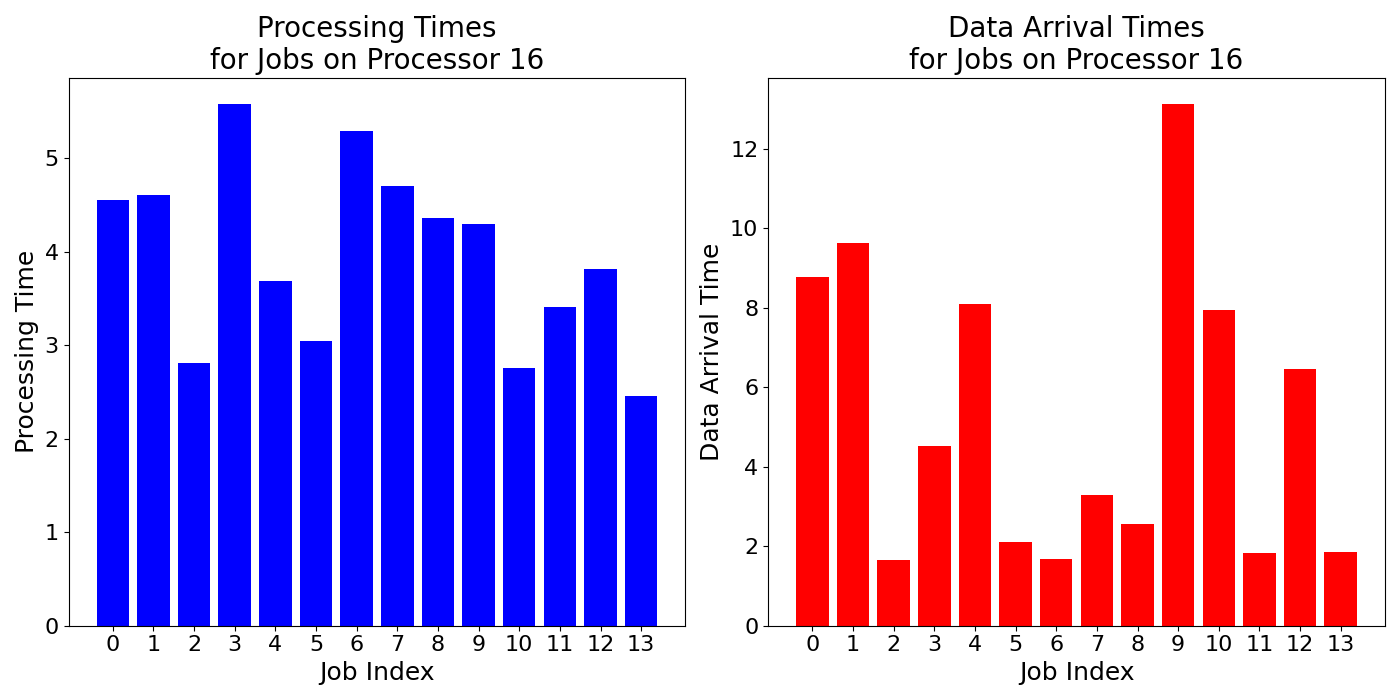 Processing Times
for Jobs on Processor 16
Processing Time
5
4
3
2
1
0
0 1 2 3 4 5 6 7 8 9 10 11 12 13
Job Index
Data Arrival Times
for Jobs on Processor 16
Data Arrival Time
12
10
8
6
4
2
0
0 1 2 3 4 5 6 7 8 9 10 11 12 13
Job Index